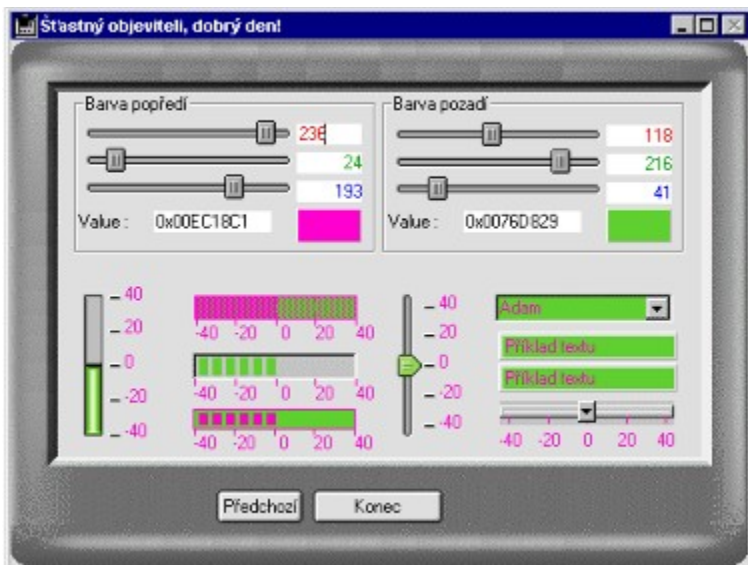 Šťastný objeviteli, dobrý den!
Barva popředí
236
24
193
Value : 0x00EC18C1
Barva pozadí
118
216
41
Value : 0x0076D829
40
20
0
-20
-40
-40 -20 0 20 40
-40 -20 0 20 40
-40 -20 0 20 40
40
20
0
-20
-40
Adam
Příklad textu
Příklad textu
-40 -20 0 20 40
Předchozí Konec